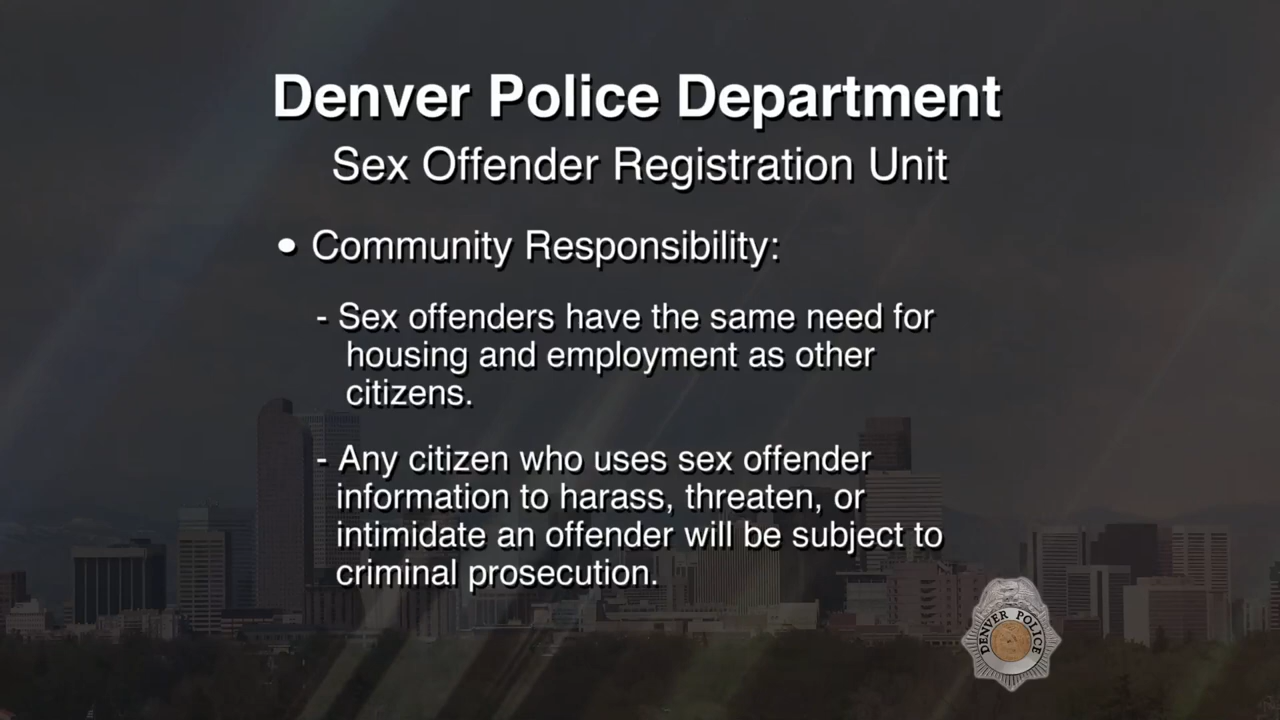 Denver Police Department
Sex Offender Registration Unit
• Community Responsibility:
- Sex offenders have the same need for
housing and employment as other
citizens.
- Any citizen who uses sex offender
information to harass, threaten, or
intimidate an offender will be subject to
criminal prosecution.
DENVER POLICE